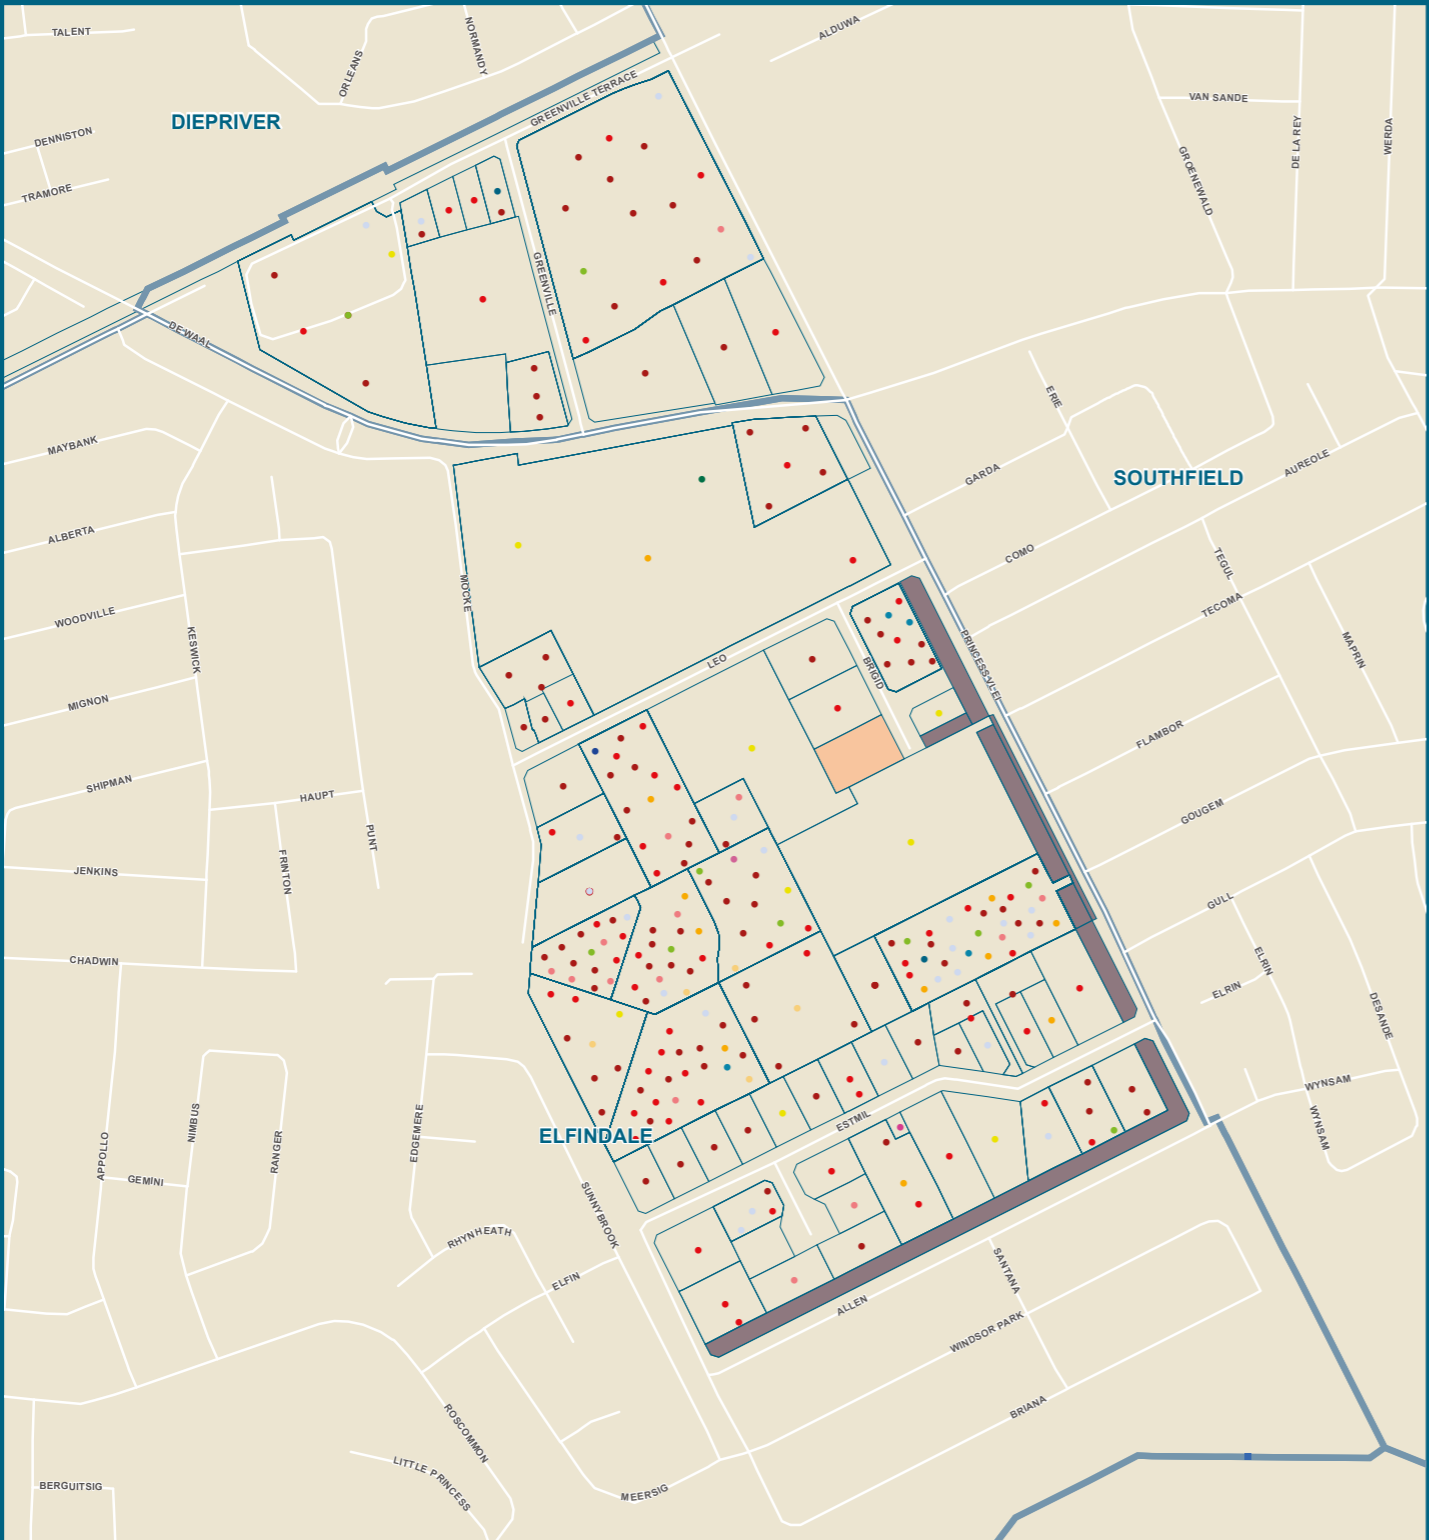 TALENT
ORLEANS
NORMANDY
ALDUWA
GREENVILLE TERRACE
VAN SANDE
DE LA REY
WERDA
DIEPRIVER
DENNISTON
TRAMORE
GROENEWALD
GREENVILLE
DE WAAL
ERIE
MAYBANK
GARDA
SOUTHFIELD
AUREOLE
ALBERTA
COMO
TEGUL
MOCKE
WOODVILLE
TECOMA
KESWICK
MAPRIN
LEO
BRIGID
PRINCESS VLEI
MIGNON
FLAMBOR
SHIPMAN
HAUPT
GOUGEM
PUNT
JENKINS
FRINTON
GULL
CHADWIN
ELRIN
ELRIN
DESANDE
WYNSAM
WYNSAM
NIMBUS
EDGEMERE
ESTMIL
ELFINDALE
APPOLLO
RANGER
GEMINI
SUNNYBROOK
RHYNHEATH
ELFIN
SANTANA
ALLEN
WINDSOR PARK
BRIANA
ROSCOMMON
LITTLE PRINCESS
BERGUITSIG
MEERSIG